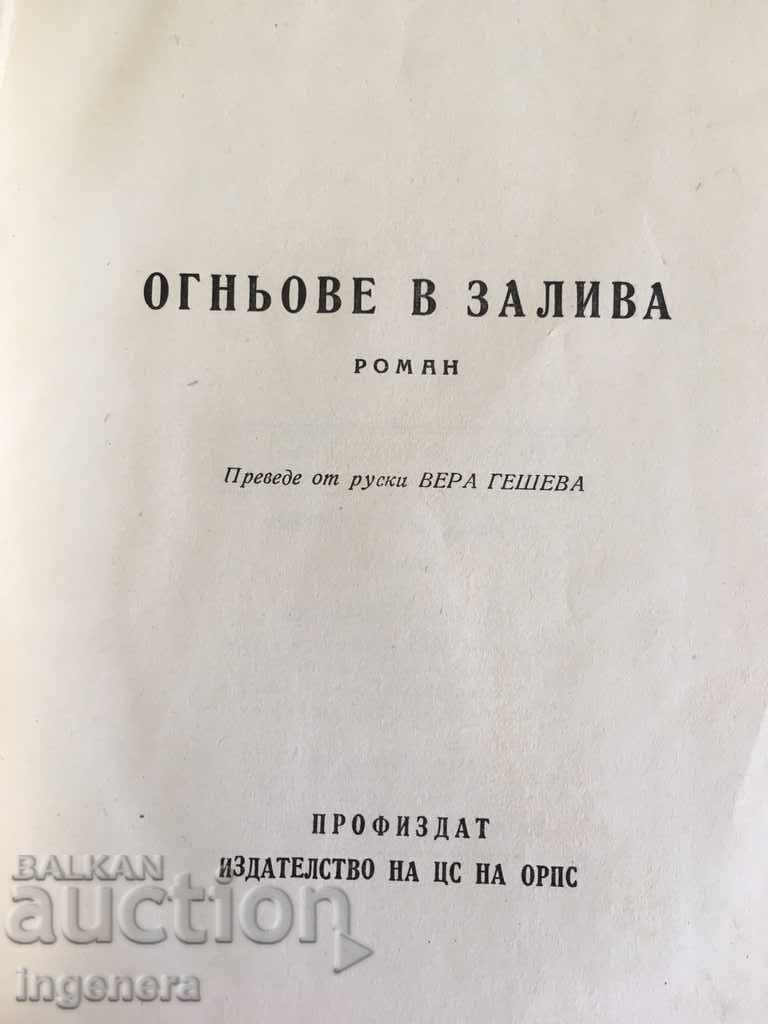 ОГНЬОВЕ В ЗАЛИВА
РОМАН
Преведе от руски ВЕРА ГЕШЕВА
ПРОФИЗДАТ
ИЗДАТЕЛСТВО НА ЦС НА ОРПС
BALKAN
auction
ingenera